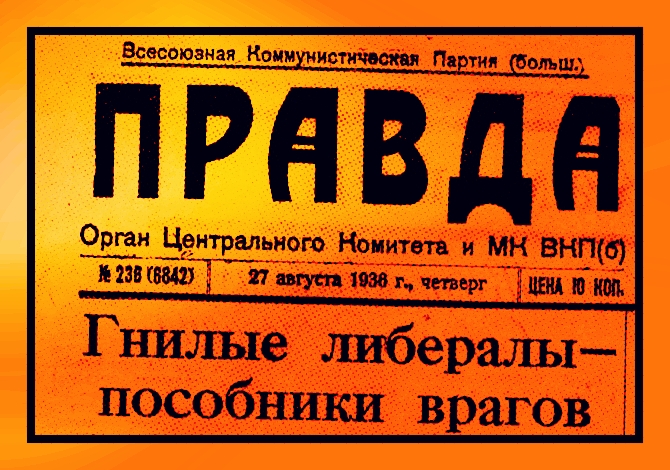 Всесоюзная Коммунистическая Партия (больш.)
ПРАВДА
Орган Центрального Комитета и МК ВКП(б)
№ 236 (6842) 27 августа 1936 г., четверг ЦЕНА 10 КОП.
Гнилые либералы—
пособники врагов